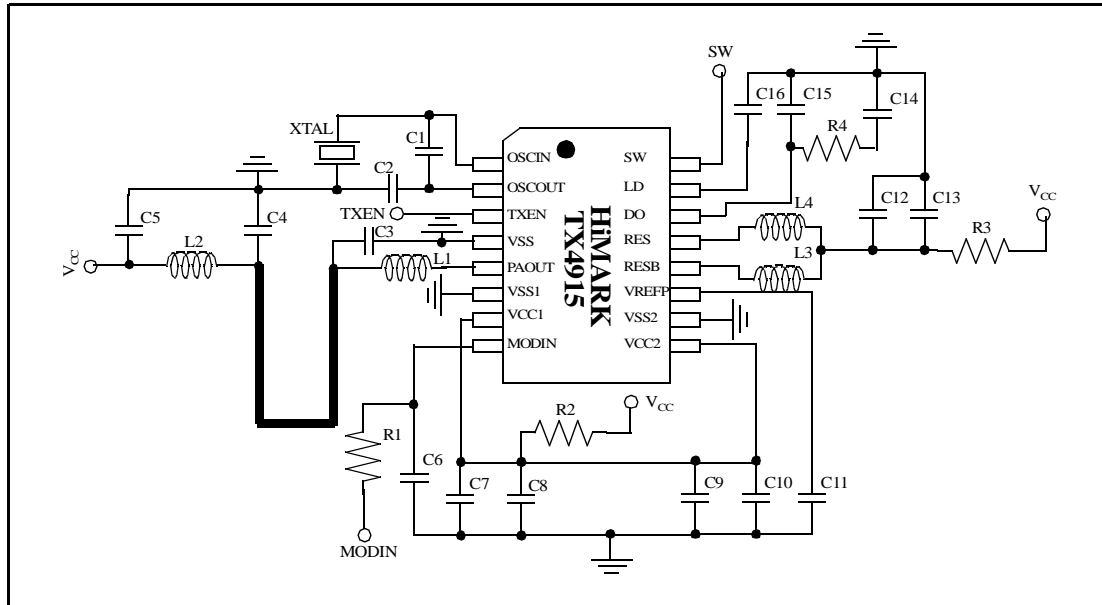 SW
C16
C15
C14
R4
XTAL
C1
C2
OSCIN
SW
OSCOUT
LD
TXEN
TXEN
DO
C12
C13
VCC
C5
C4
C3
VSS
RES
L4
R3
L2
L1
PAOUT
RESB
L3
VCC
VSS1
VREFP
VCC1
VSS2
MODIN
VCC2
HiMARK
TX4915
R2
VCC
R1
C6
C7
C8
C9
C10
C11
MODIN